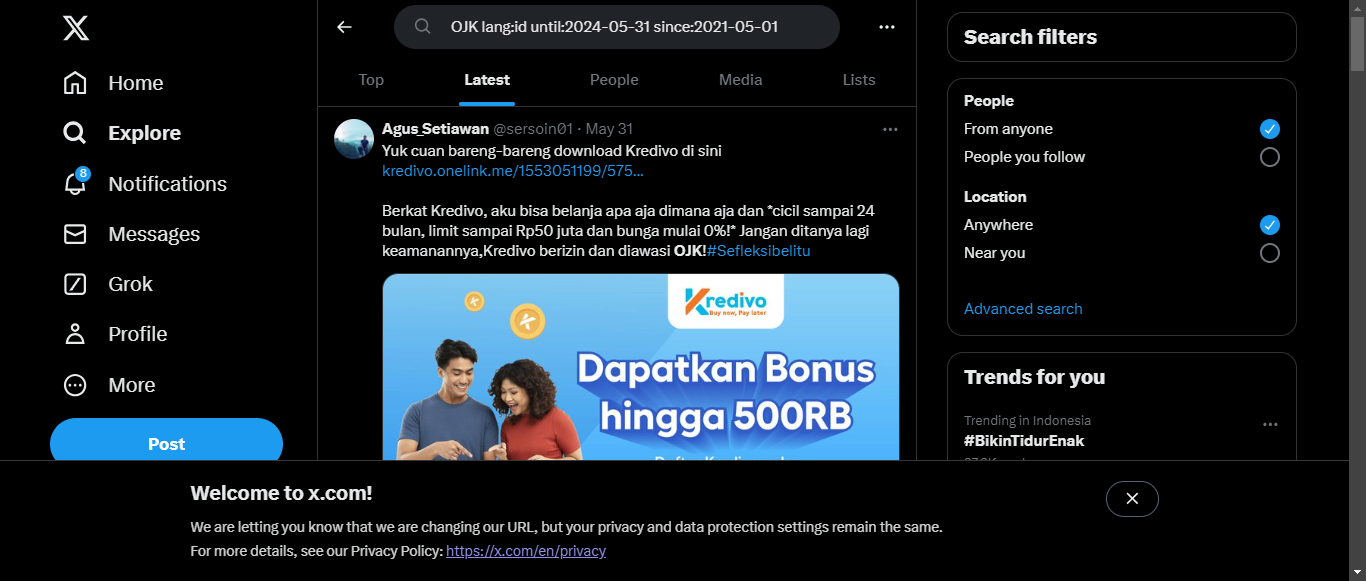 X
Home
Explore
8
Notifications
Messages
Grok
Profile
More
Post
OJK lang:id until:2024-05-31 since:2021-05-01
Top Latest People Media Lists
Agus_Setiawan @sersoin01 · May 31
Yuk cuan bareng-bareng download Kredivo di sini
kredivo.onelink.me/1553051199/575...
Berkat Kredivo, aku bisa belanja apa aja dimana aja dan *cicil sampai 24
bulan, limit sampai Rp50 juta dan bunga mulai 0%!* Jangan ditanya lagi
keamanannya,Kredivo berizin dan diawasi OJK!#Sefleksibelitu
Kredivo
Buy now, Pay later
Dapatkan Bonus
hingga 500RB
Search filters
People
From anyone
People you follow
Location
Anywhere
Near you
Advanced search
Trends for you
Trending in Indonesia
#BikinTidurEnak
Welcome to x.com!
We are letting you know that we are changing our URL, but your privacy and data protection settings remain the same.
For more details, see our Privacy Policy: https://x.com/en/privacy